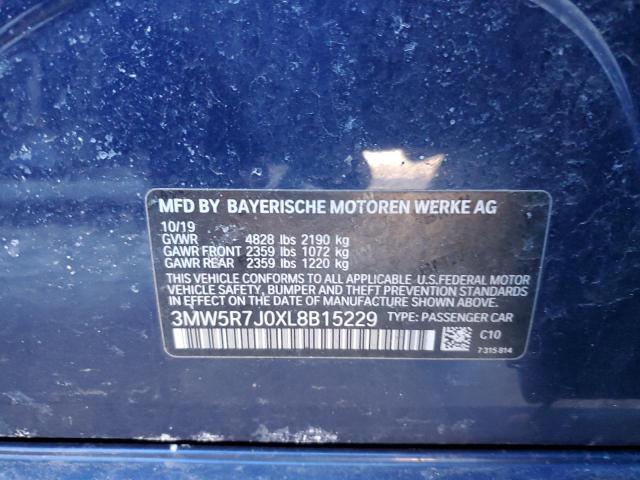 MFD BY BAYERISCHE MOTOREN WERKE AG
10/19
GVWR 4828 lbs 2190 kg
GAWR FRONT 2359 lbs 1072 kg
GAWR REAR 2359 lbs 1220 kg
THIS VEHICLE CONFORMS TO ALL APPLICABLE U.S.FEDERAL MOTOR
VEHICLE SAFETY, BUMPER AND THEFT PREVENTION STANDARDS
IN EFFECT ON THE DATE OF MANUFACTURE SHOWN ABOVE.
3MW5R7J0XL8B15229 TYPE: PASSENGER CAR
C10
7 315 814